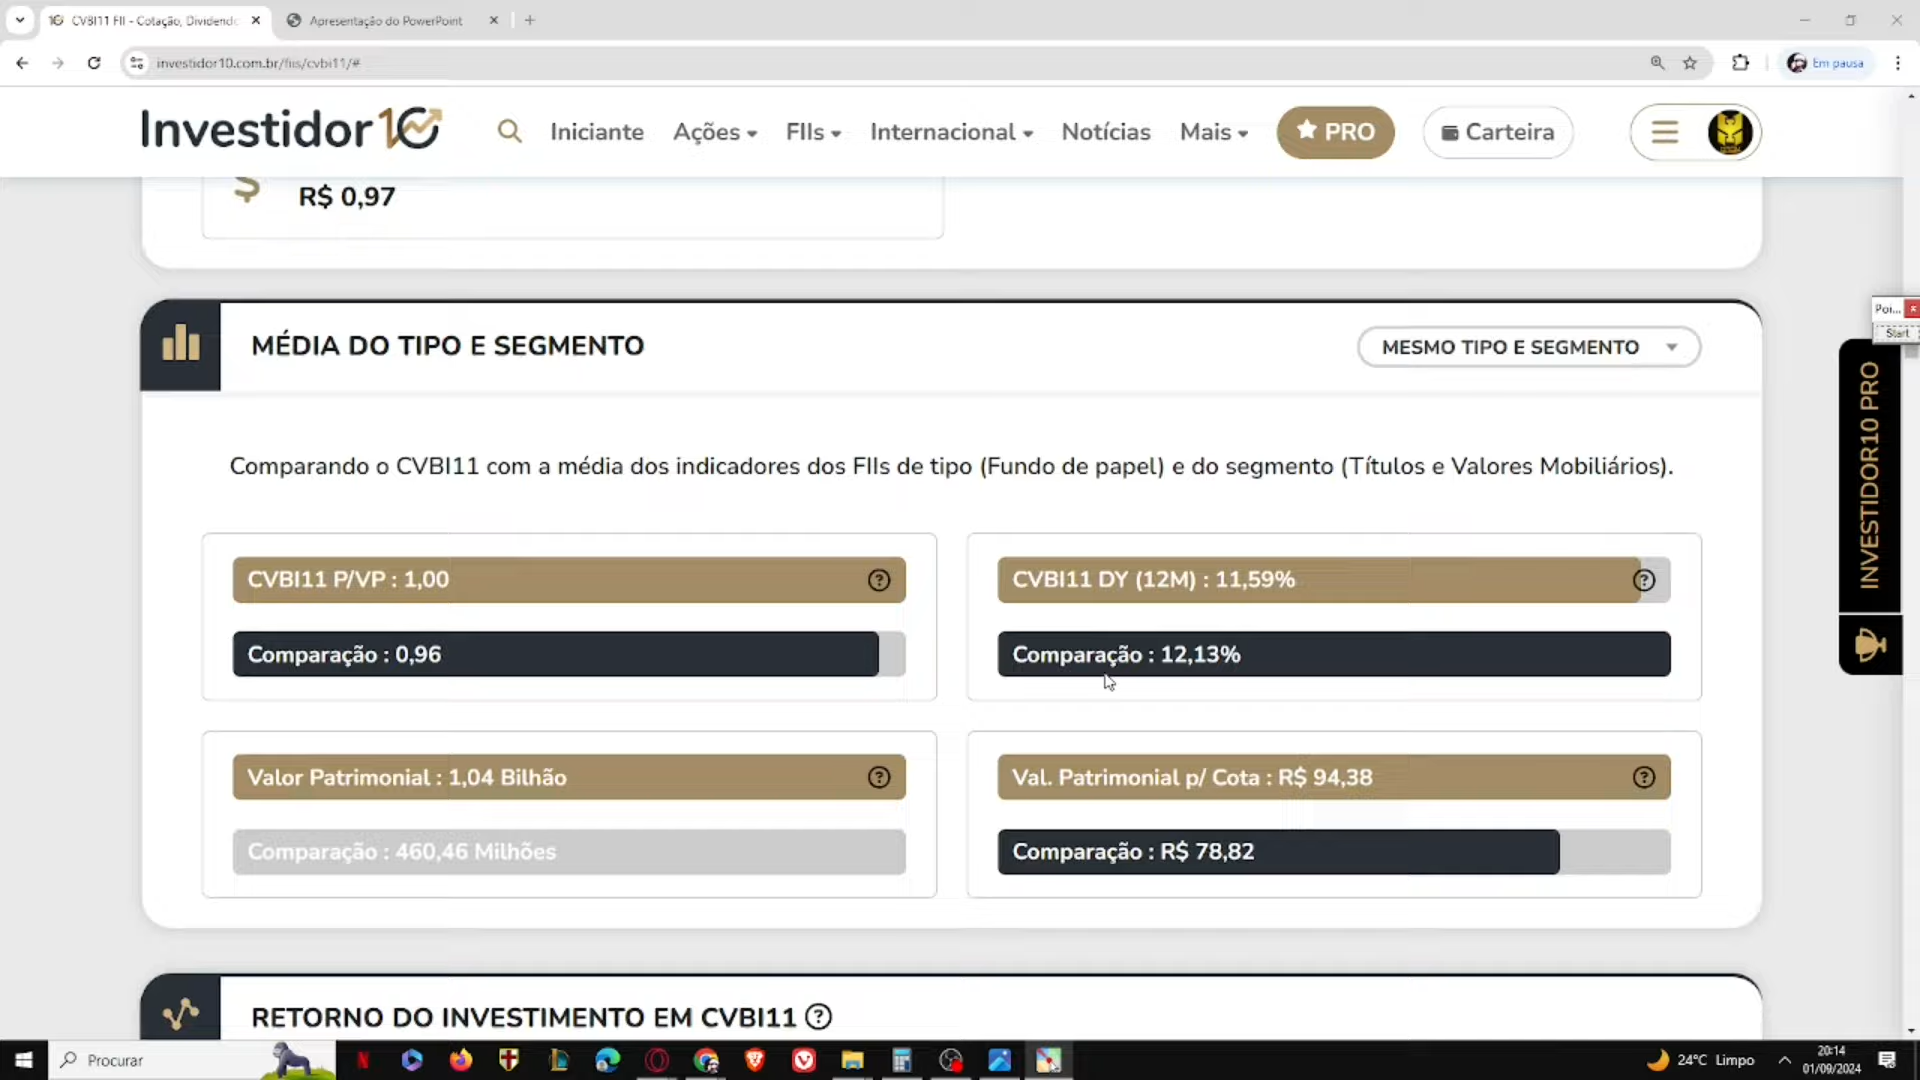 CVBI11 FII - Cotação, Dividend
Apresentação do PowerPoint
investidor10.com.br/fiis/cvbi11/#
Em pausa
Investidor10
Iniciante
Ações
FIIs
Internacional
Notícias
Mais
PRO
Carteira
R$ 0,97
Poi...
Start
MÉDIA DO TIPO E SEGMENTO
MESMO TIPO E SEGMENTO
INVESTIDOR10 PRO
Comparando o CVBI11 com a média dos indicadores dos FIIs de tipo (Fundo de papel) e do segmento (Títulos e Valores Mobiliários).
CVBI11 P/VP : 1,00
Comparação : 0,96
CVBI11 DY (12M) : 11,59%
Comparação : 12,13%
Valor Patrimonial : 1,04 Bilhão
Comparação : 460,46 Milhões
Val. Patrimonial p/ Cota : R$ 94,38
Comparação : R$ 78,82
RETORNO DO INVESTIMENTO EM CVBI11
Procurar
24°C Limpo
20:14
01/09/2024